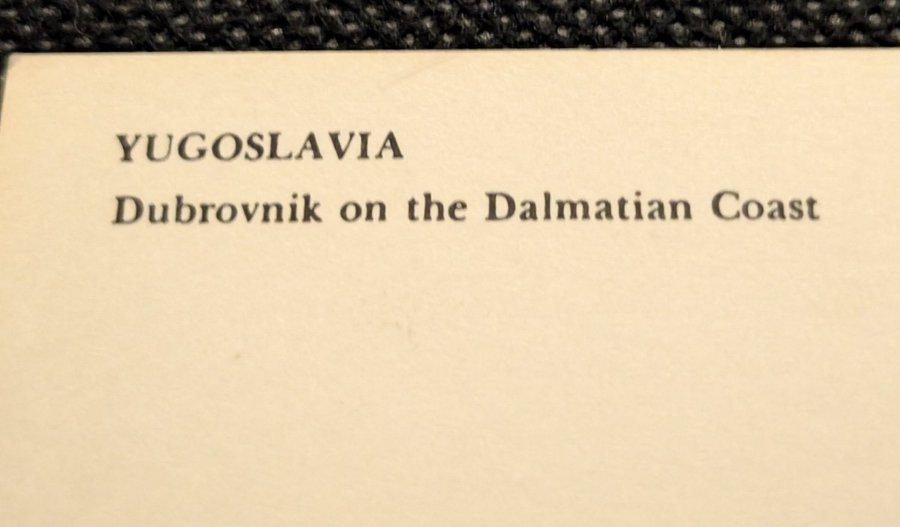 YUGOSLAVIA
Dubrovnik on the Dalmatian Coast